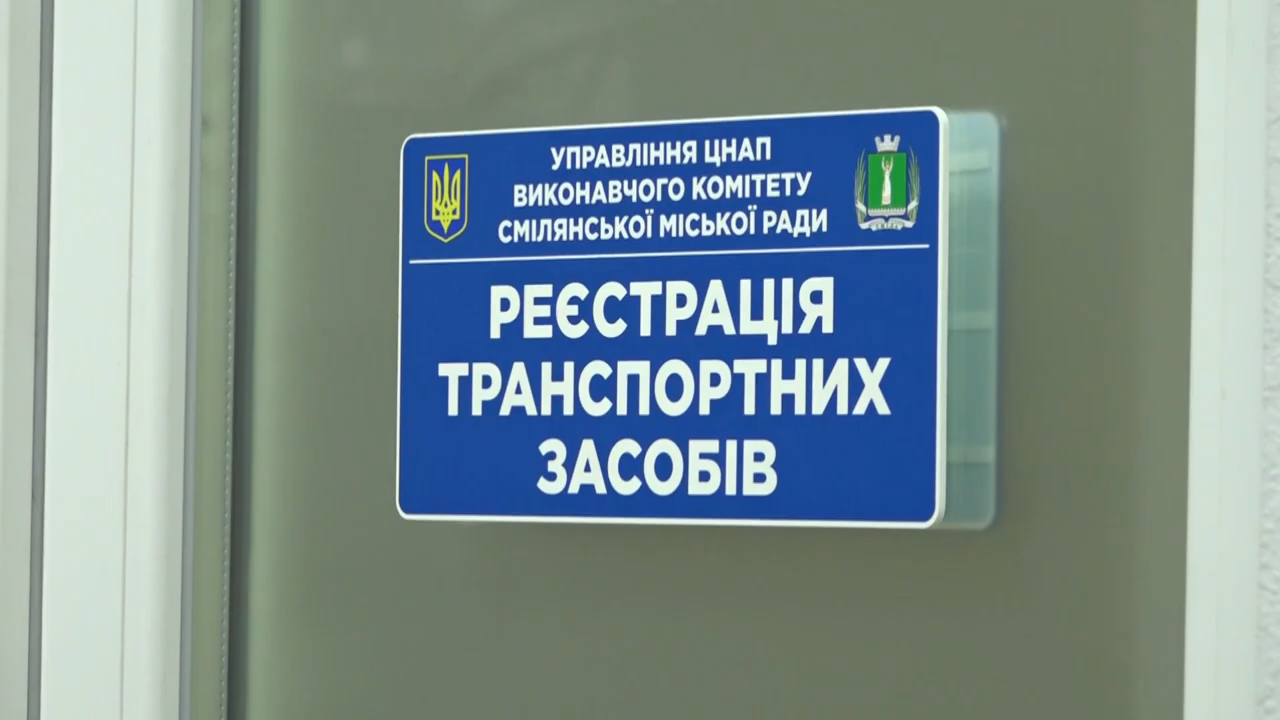 УПРАВЛІННЯ ЦНАП
ВИКОНАВЧОГО КОМІТЕТУ
СМІЛЯНСЬКОЇ МІСЬКОЇ РАДИ
РЕЄСТРАЦІЯ
ТРАНСПОРТНИХ
ЗАСОБІВ